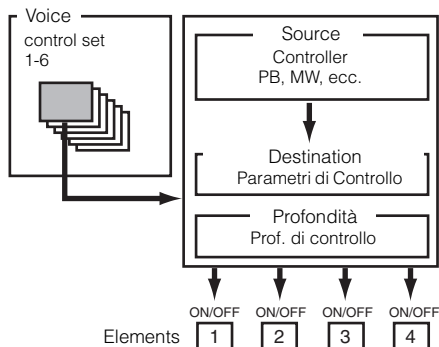 Voice
control set
1-6
Source
Controller
PB, MW, ecc.
Destination
Parametri di Controllo
Profondità
Prof. di controllo
ON/OFF ON/OFF ON/OFF ON/OFF
Elements 1 2 3 4